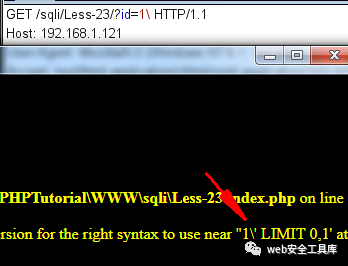 GET /sqli/Less-23/?id=1\ HTTP/1.1
Host: 192.168.1.121
PHPTutorial\WWW\sqli\Less-23\index.php on line
rsion for the right syntax to use near ''1\' LIMIT 0,1' at
web安全工具库